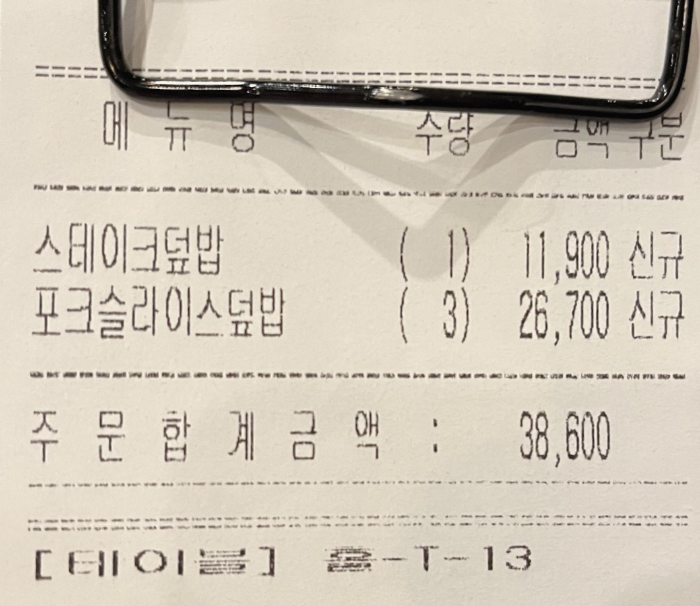 메 뉴 명 수량 금액 구분
스테이크덮밥 ( 1) 11,900 신규
포크슬라이스덮밥 ( 3) 26,700 신규
주 문 합 계 금 액 : 38,600
[테이블] 홀-T-13